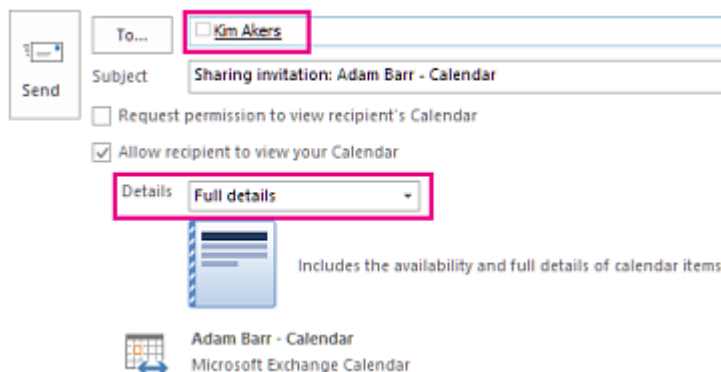 To...
Kim Akers
Send
Subject
Sharing invitation: Adam Barr - Calendar
Request permission to view recipient's Calendar
Allow recipient to view your Calendar
Details
Full details
Includes the availability and full details of calendar items
Adam Barr - Calendar
Microsoft Exchange Calendar